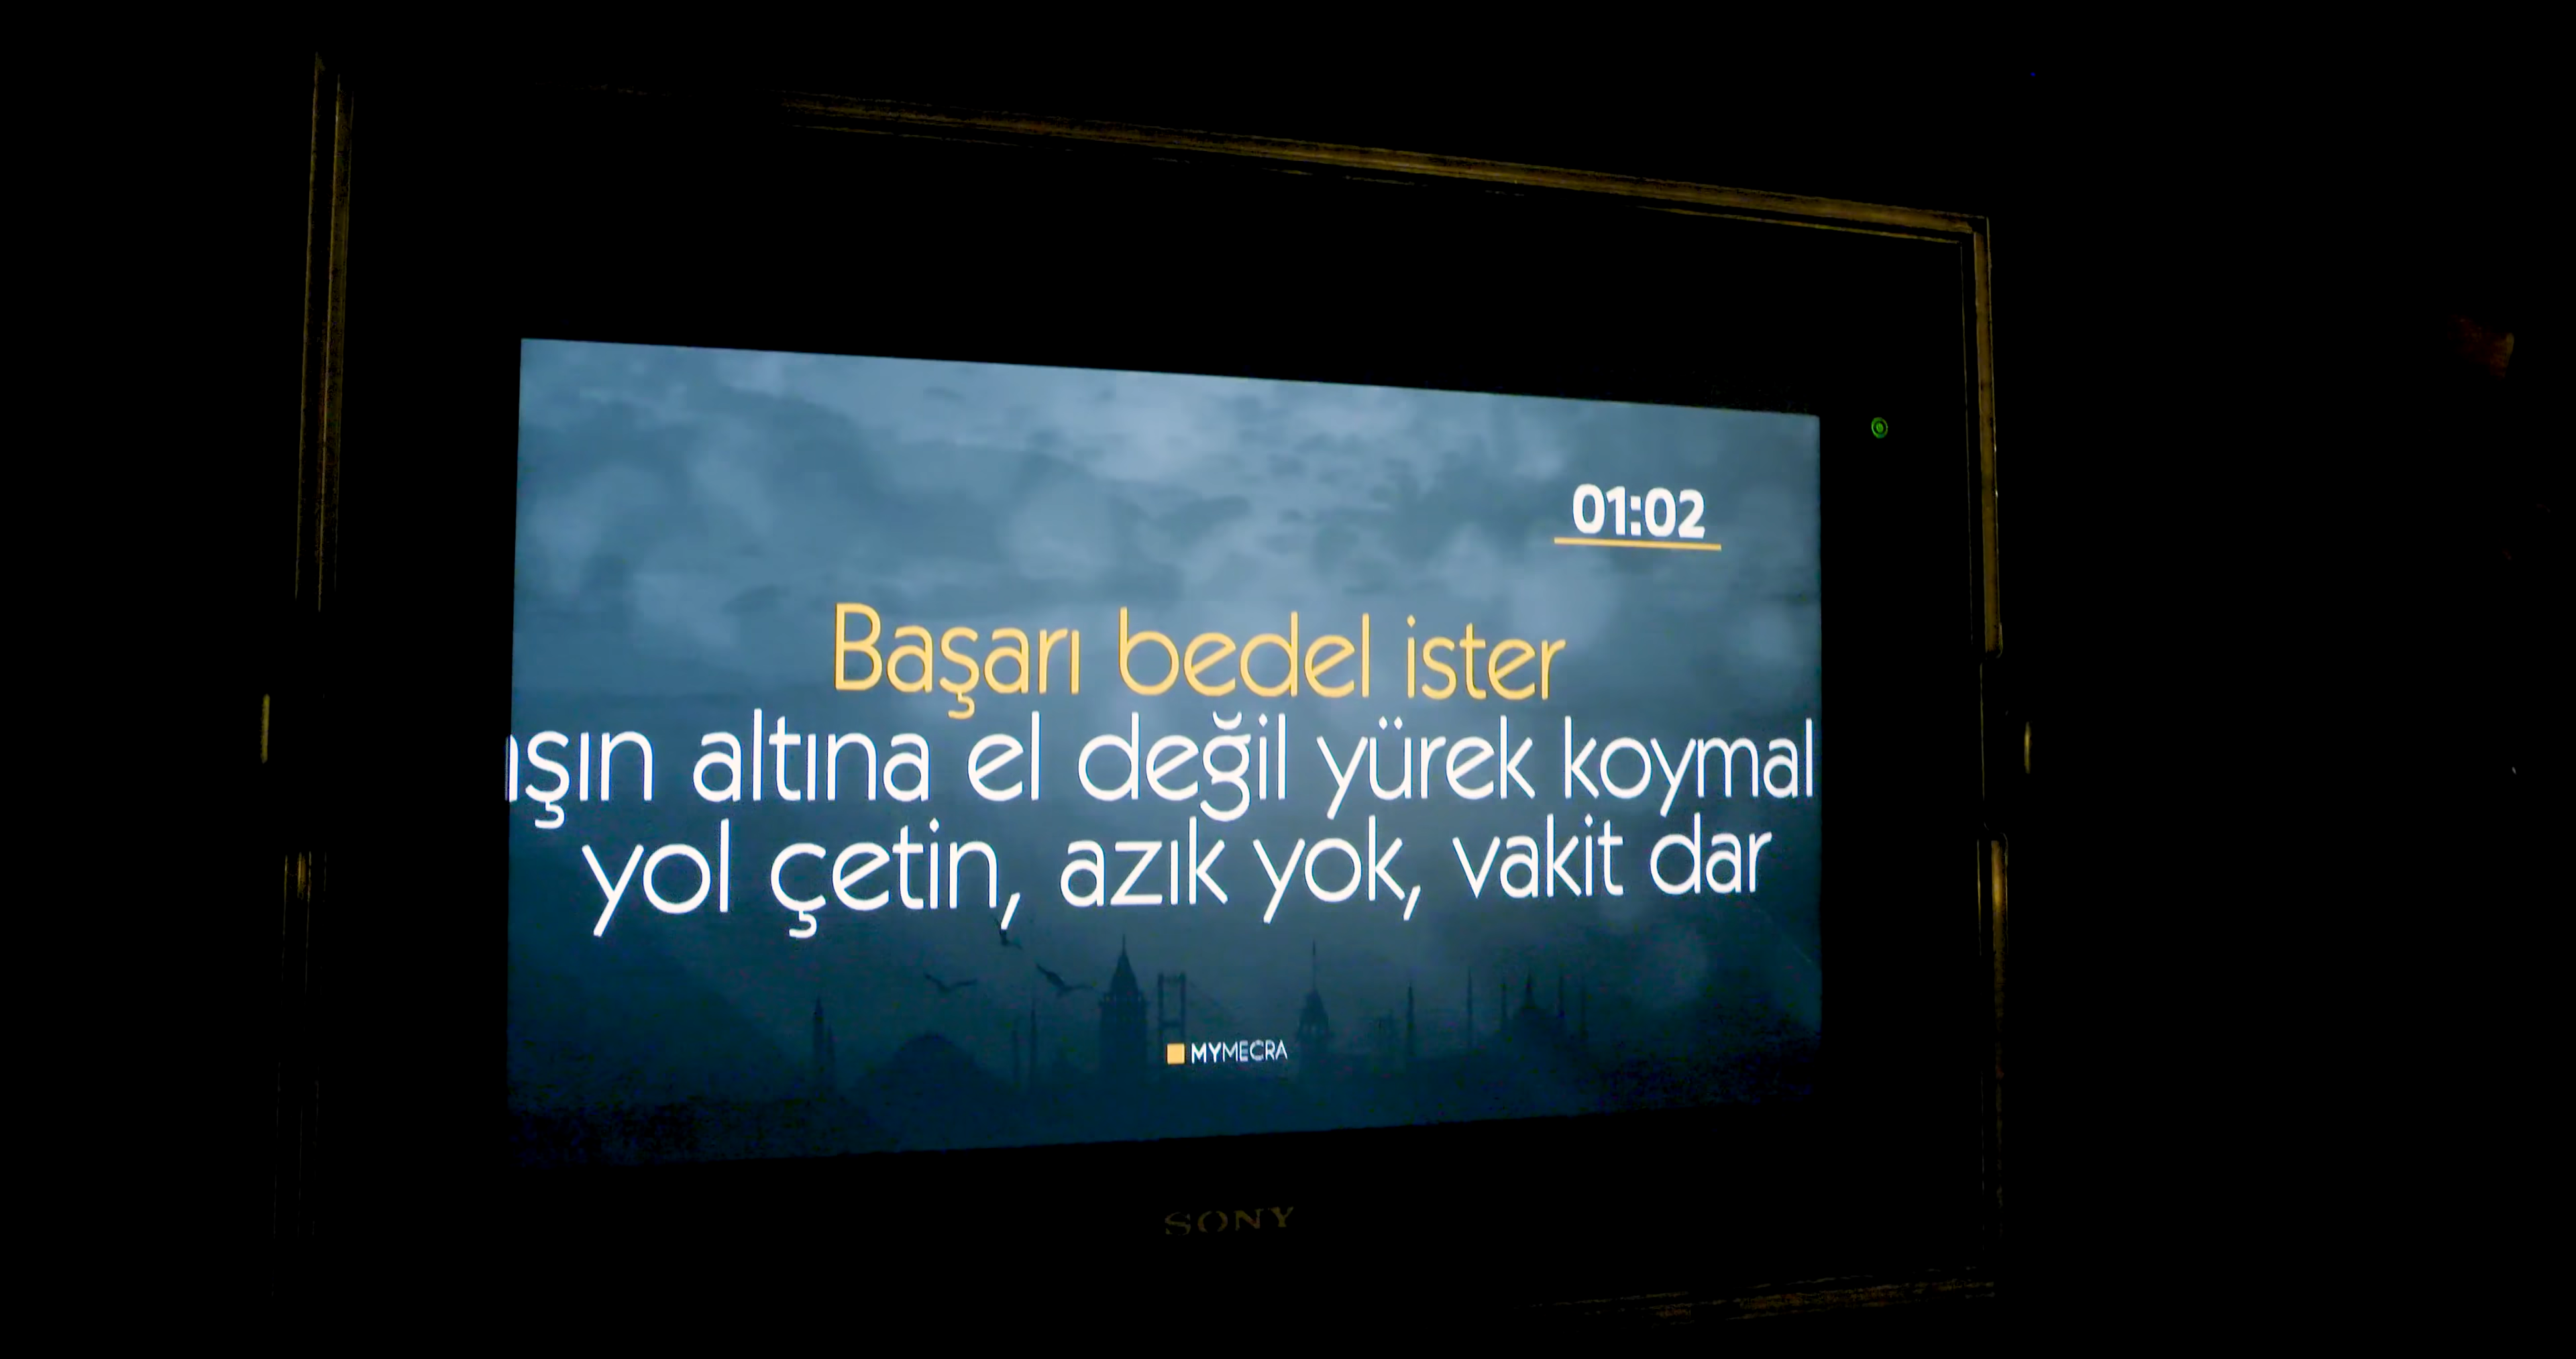 01:02
Başarı bedel ister
ışın altına el değil yürek koymal
yol çetin, azık yok, vakit dar
MYMECRA
SONY